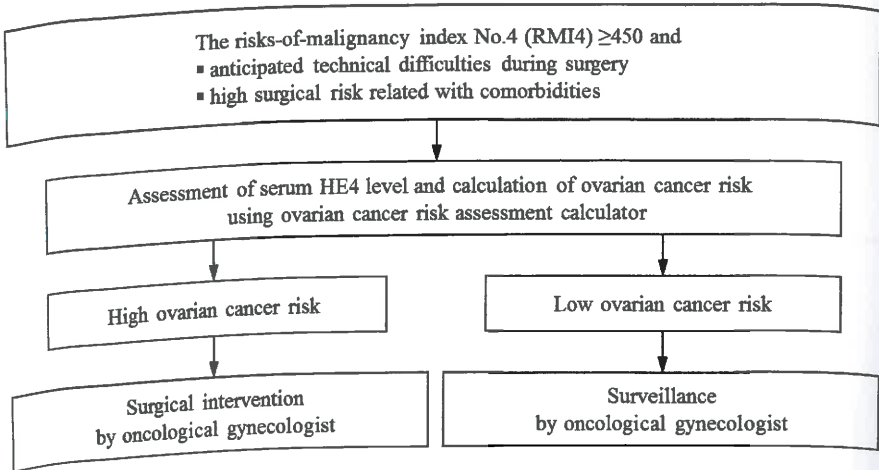 The risks-of-malignancy index No.4 (RMI4) ≥450 and
▪ anticipated technical difficulties during surgery
▪ high surgical risk related with comorbidities
Assessment of serum HE4 level and calculation of ovarian cancer risk
using ovarian cancer risk assessment calculator
High ovarian cancer risk
Low ovarian cancer risk
Surgical intervention
by oncological gynecologist
Surveillance
by oncological gynecologist